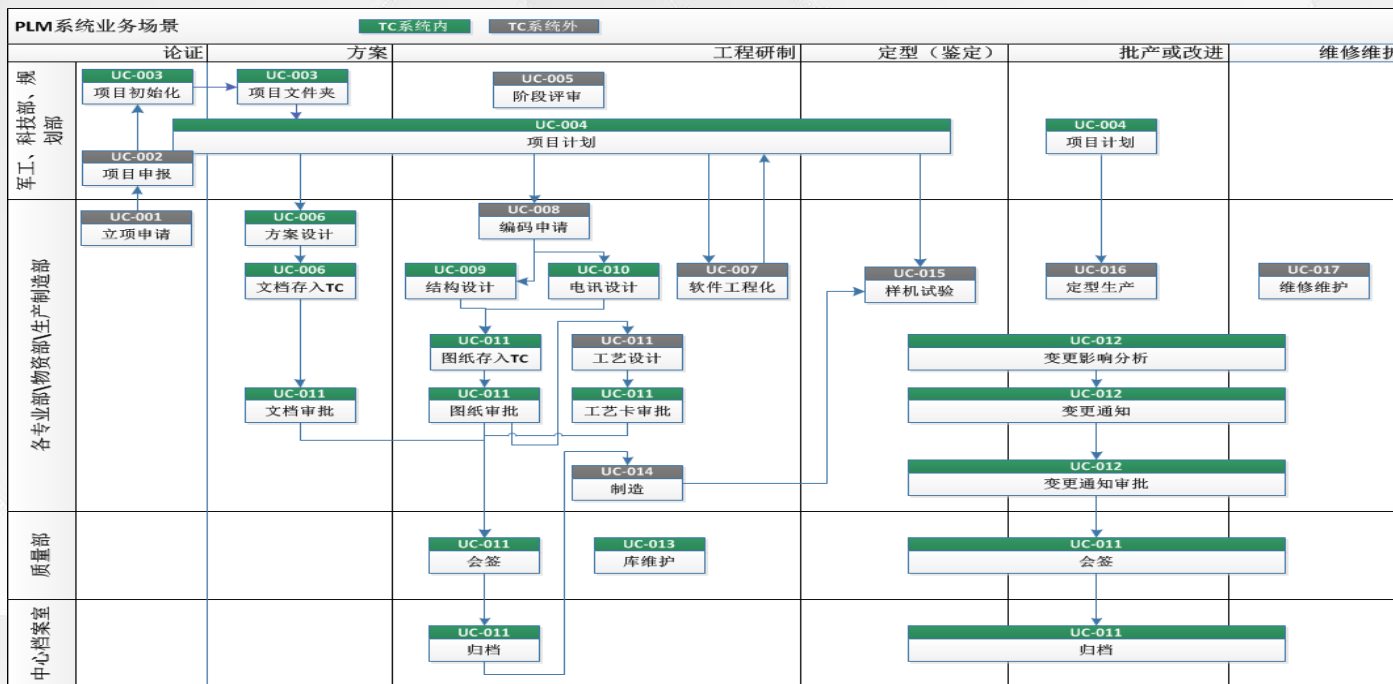 PLM系统业务场景
TC系统内
TC系统外
论证
方案
工程研制
定型（鉴定）
批产或改进
维修维护
军工、科技部、规
划部
UC-003
项目初始化
UC-003
项目文件夹
UC-005
阶段评审
UC-004
项目计划
UC-004
项目计划
UC-002
项目申报
各专业部\物资部\生产制造部
UC-001
立项申请
UC-006
方案设计
UC-008
编码申请
UC-006
文档存入TC
UC-009
结构设计
UC-010
电讯设计
UC-007
软件工程化
UC-015
样机试验
UC-016
定型生产
UC-017
维修维护
UC-011
图纸存入TC
UC-011
工艺设计
UC-012
变更影响分析
UC-011
文档审批
UC-011
图纸审批
UC-011
工艺卡审批
UC-012
变更通知
UC-014
制造
UC-012
变更通知审批
质量部
UC-011
会签
UC-013
库维护
UC-011
会签
中心档案室
UC-011
归档
UC-011
归档